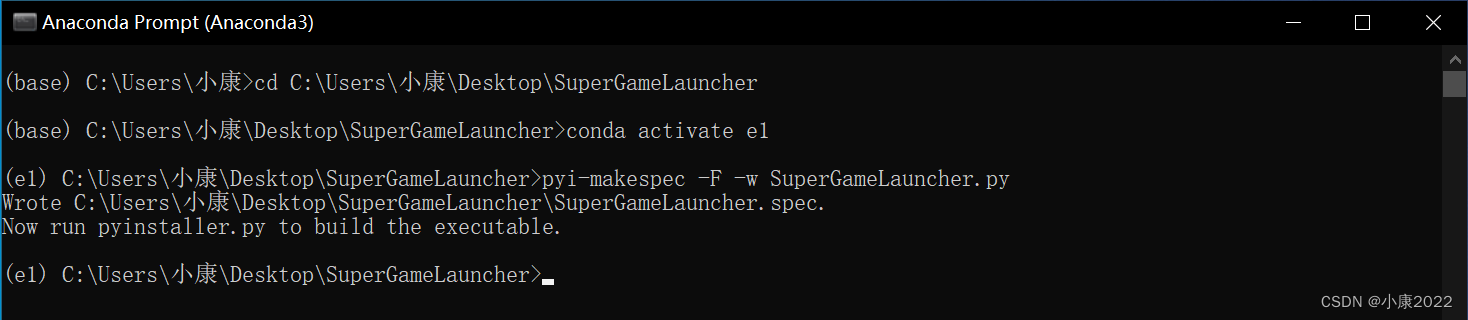 Anaconda Prompt (Anaconda3)
(base) C:\Users\小康>cd C:\Users\小康\Desktop\SuperGameLauncher
(base) C:\Users\小康\Desktop\SuperGameLauncher>conda activate e1
(e1) C:\Users\小康\Desktop\SuperGameLauncher>pyi-makespec -F -w SuperGameLauncher.py
Wrote C:\Users\小康\Desktop\SuperGameLauncher\SuperGameLauncher.spec.
Now run pyinstaller.py to build the executable.
(e1) C:\Users\小康\Desktop\SuperGameLauncher>
CSDN @小康2022